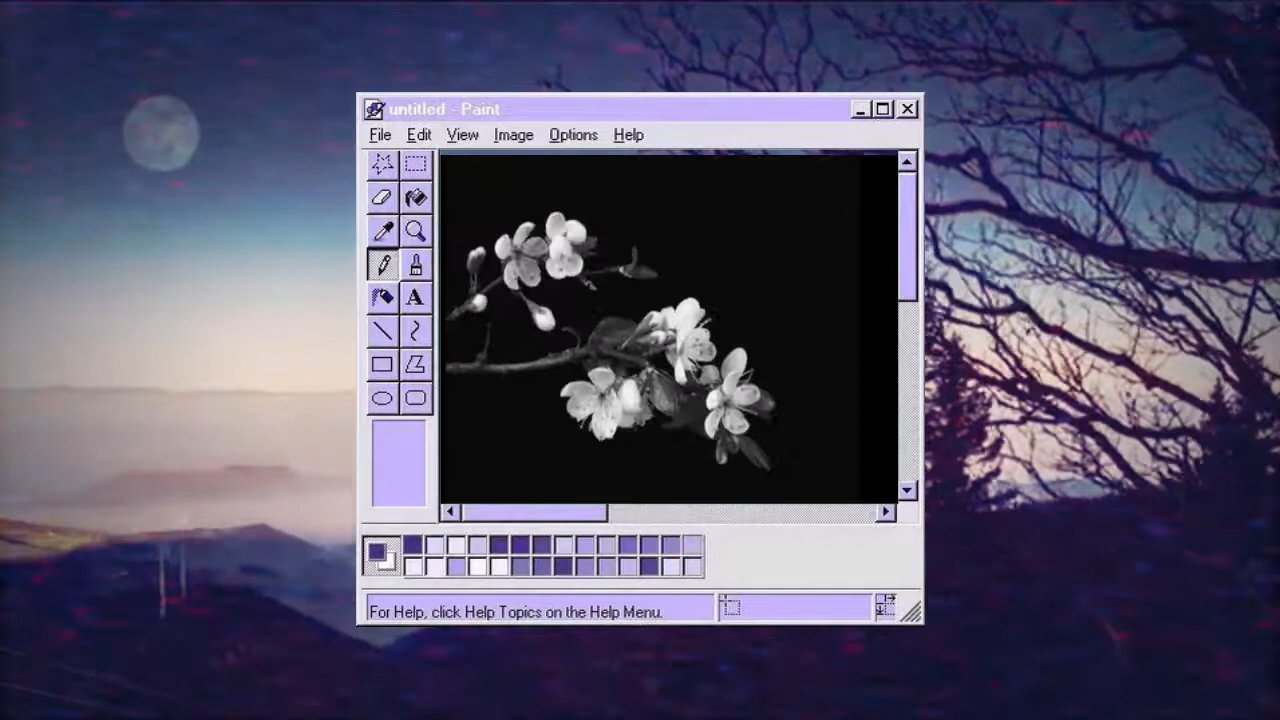 untitled - Paint
File Edit View Image Options Help
A
For Help, click Help Topics on the Help Menu.